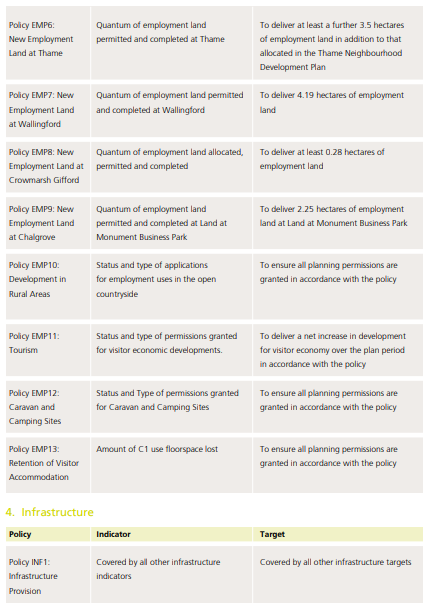 Policy EMP6:
New Employment
Land at Thame
Quantum of employment land
permitted and completed at Thame
To deliver at least a further 3.5 hectares
of employment land in addition to that
allocated in the Thame Neighbourhood
Development Plan
Policy EMP7: New
Employment Land
at Wallingford
Quantum of employment land permitted
and completed at Wallingford
To deliver 4.19 hectares of employment
land
Policy EMP8: New
Employment Land at
Crowmarsh Gifford
Quantum of employment land allocated,
permitted and completed
To deliver at least 0.28 hectares of
employment land
Policy EMP9: New
Employment Land
at Chalgrove
Quantum of employment land
permitted and completed at Land at
Monument Business Park
To deliver 2.25 hectares of employment
land at Land at Monument Business Park
Policy EMP10:
Development in
Rural Areas
Status and type of applications
for employment uses in the open
countryside
To ensure all planning permissions are
granted in accordance with the policy
Policy EMP11:
Tourism
Status and type of permissions granted
for visitor economic developments.
To deliver a net increase in development
for visitor economy over the plan period
in accordance with the policy
Policy EMP12:
Caravan and
Camping Sites
Status and Type of permissions granted
for Caravan and Camping Sites
To ensure all planning permissions are
granted in accordance with the policy
Policy EMP13:
Retention of Visitor
Accommodation
Amount of C1 use floorspace lost
To ensure all planning permissions are
granted in accordance with the policy
4. Infrastructure
Policy
Indicator
Target
Policy INF1:
Infrastructure
Provision
Covered by all other infrastructure
indicators
Covered by all other infrastructure targets